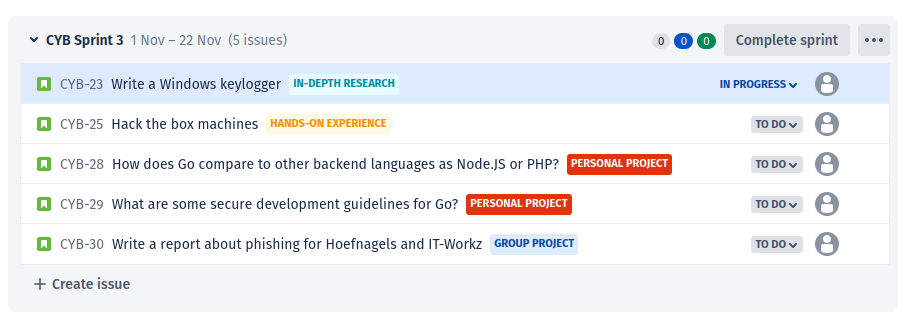 CYB Sprint 3 1 Nov – 22 Nov (5 issues) 0 0 0 Complete sprint
CYB-23 Write a Windows keylogger IN-DEPTH RESEARCH IN PROGRESS
CYB-25 Hack the box machines HANDS-ON EXPERIENCE TO DO
CYB-28 How does Go compare to other backend languages as Node.JS or PHP? PERSONAL PROJECT TO DO
CYB-29 What are some secure development guidelines for Go? PERSONAL PROJECT TO DO
CYB-30 Write a report about phishing for Hoefnagels and IT-Workz GROUP PROJECT TO DO
+ Create issue